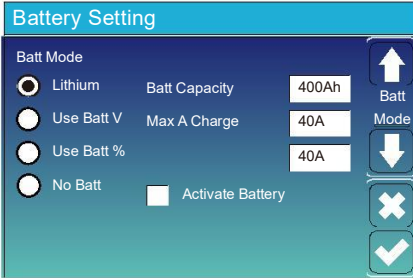 Battery Setting
Batt Mode
Lithium
Batt Capacity
400Ah
Use Batt V
Max A Charge
40A
Use Batt %
40A
No Batt
Activate Battery
Batt
Mode